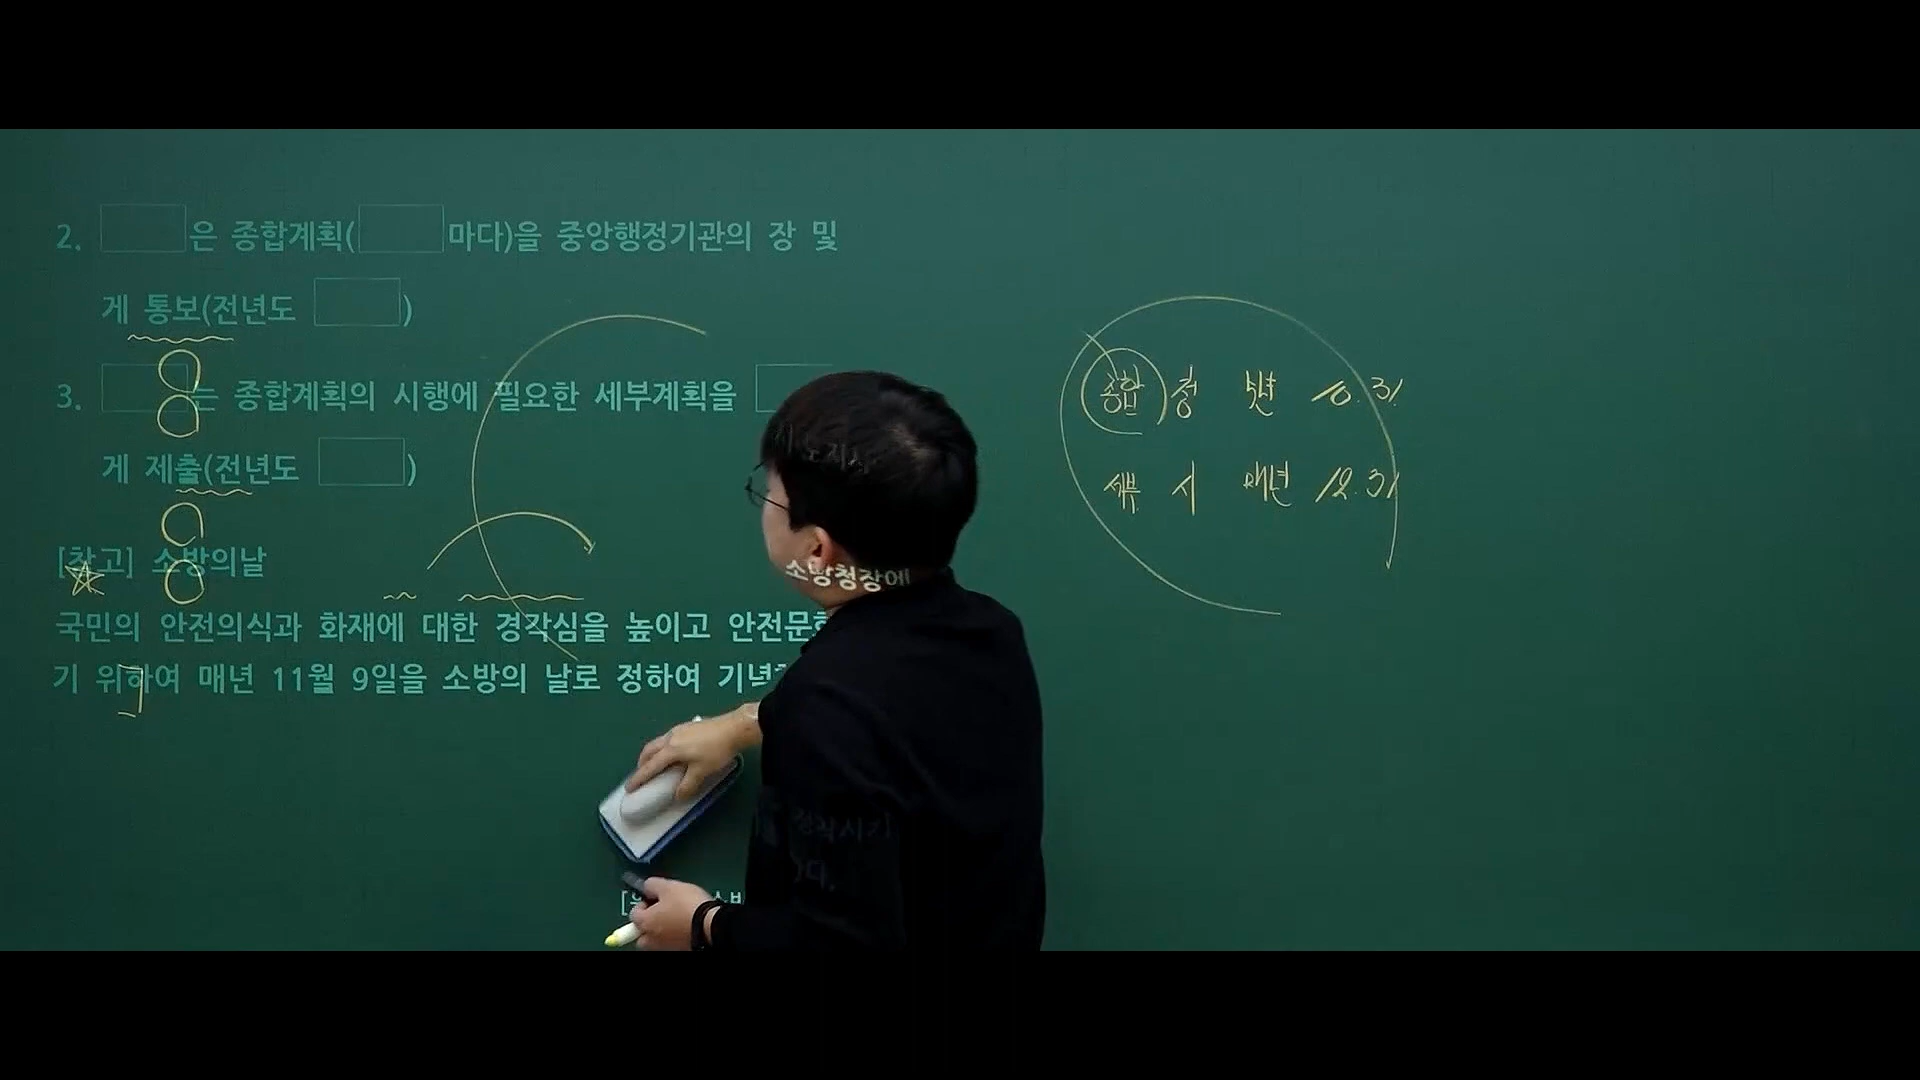 2. 은 종합계획( 마다)을 중앙행정기관의 장 및
게 통보(전년도 )
3. 는 종합계획의 시행에 필요한 세부계획을
게 제출(전년도 )
소방청장에
[참고] 소방의날
국민의 안전의식과 화재에 대한 경각심을 높이고 안전문화
기 위하여 매년 11월 9일을 소방의 날로 정하여
종합 청 5년 10.31
세부 시 매년 12.31